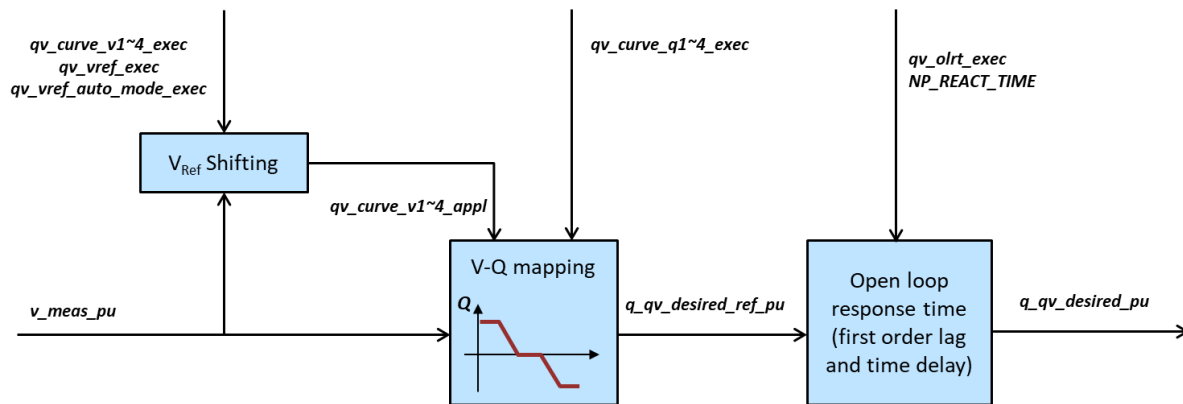 qv_curve_v1~4_exec
qv_vref_exec
qv_vref_auto_mode_exec
qv_curve_q1~4_exec
qv_olrt_exec
NP_REACT_TIME
VRef Shifting
qv_curve_v1~4_appl
V-Q mapping
Q
v_meas_pu
q_qv_desired_ref_pu
Open loop
response time
(first order lag
and time delay)
q_qv_desired_pu